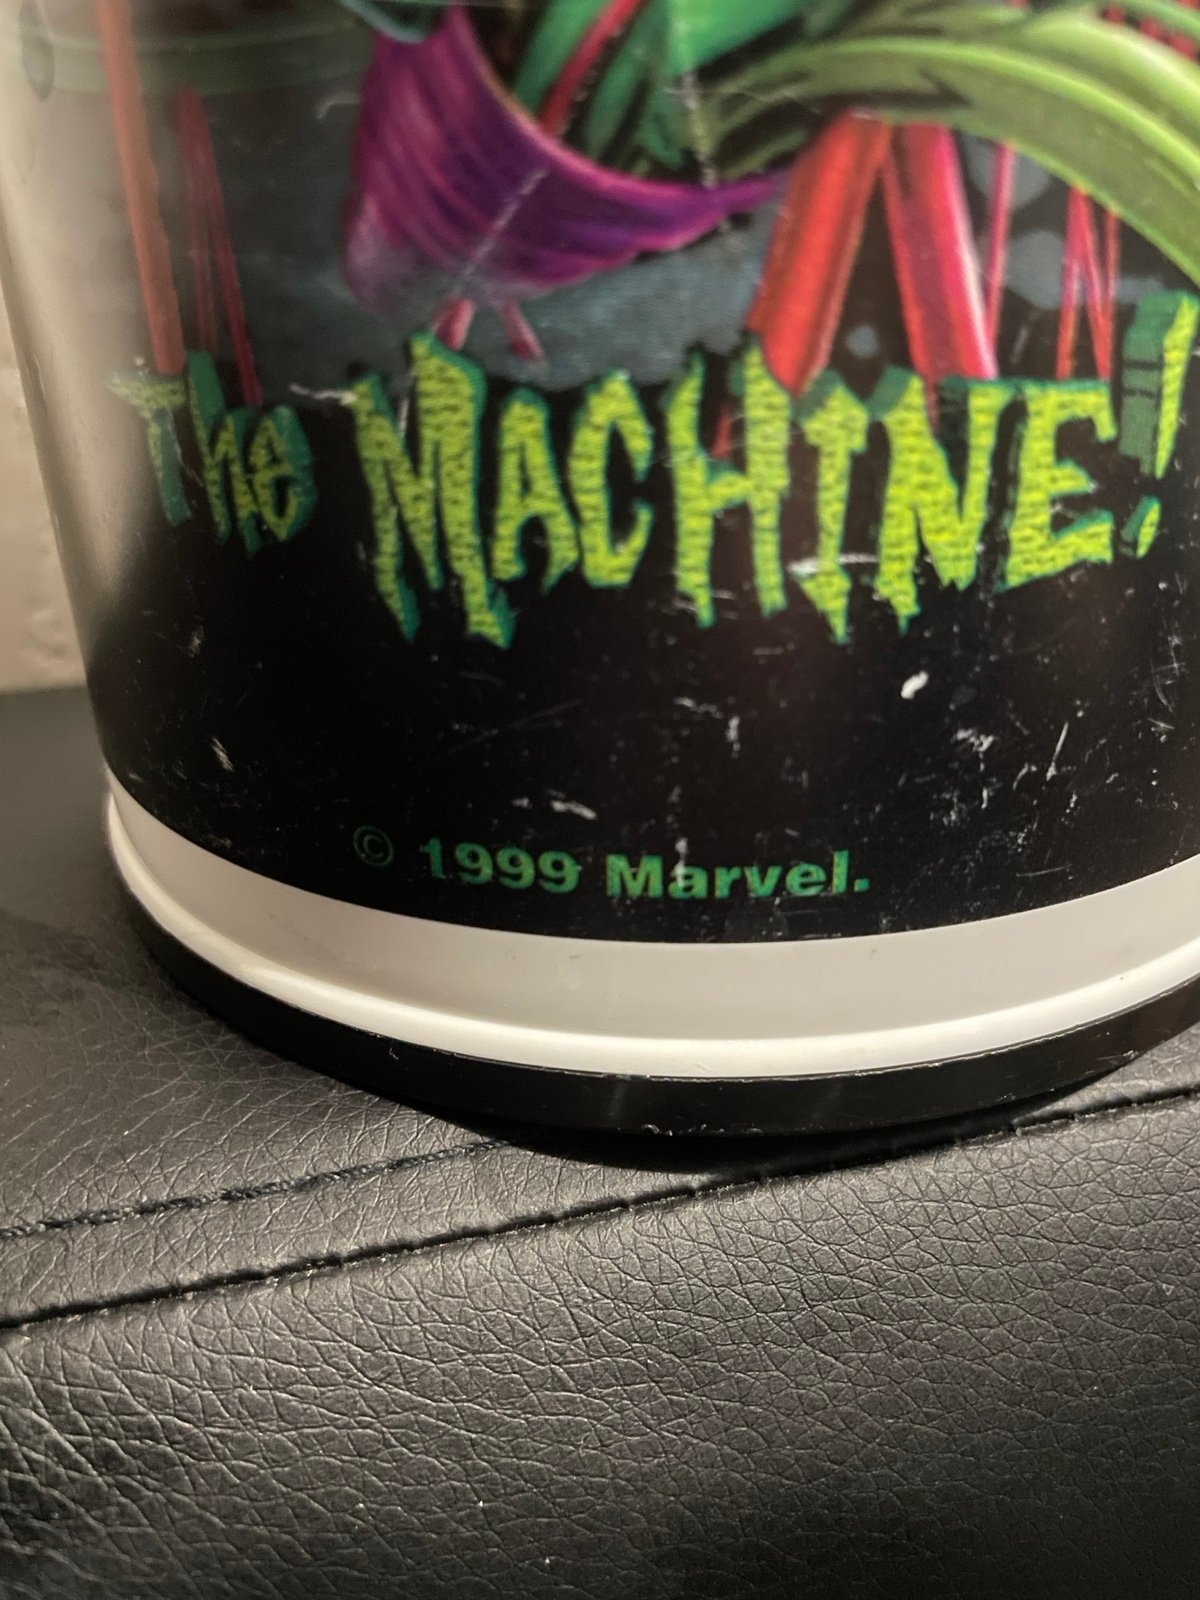 The MACHINE!
© 1999 Marvel.